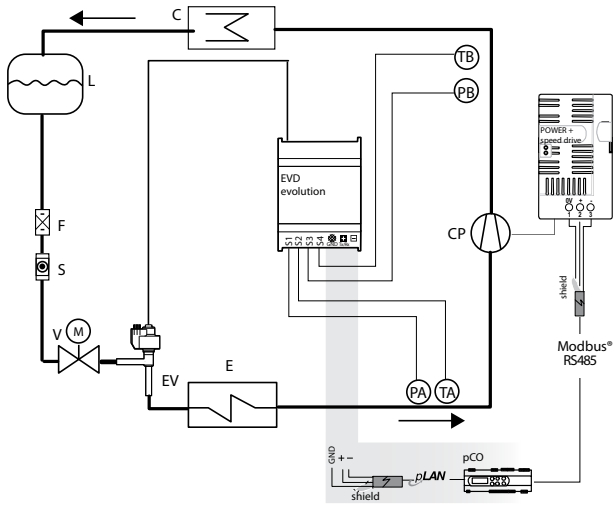 C
L
TB
PB
POWER +
speed drive
EVD
evolution
0V + -
1 2 3
F
S1 S2 S3 S4 GND
CP
S
shield
V
M
Modbus®
RS485
EV
E
PA
TA
GND
+
–
pCO
pLAN
shield